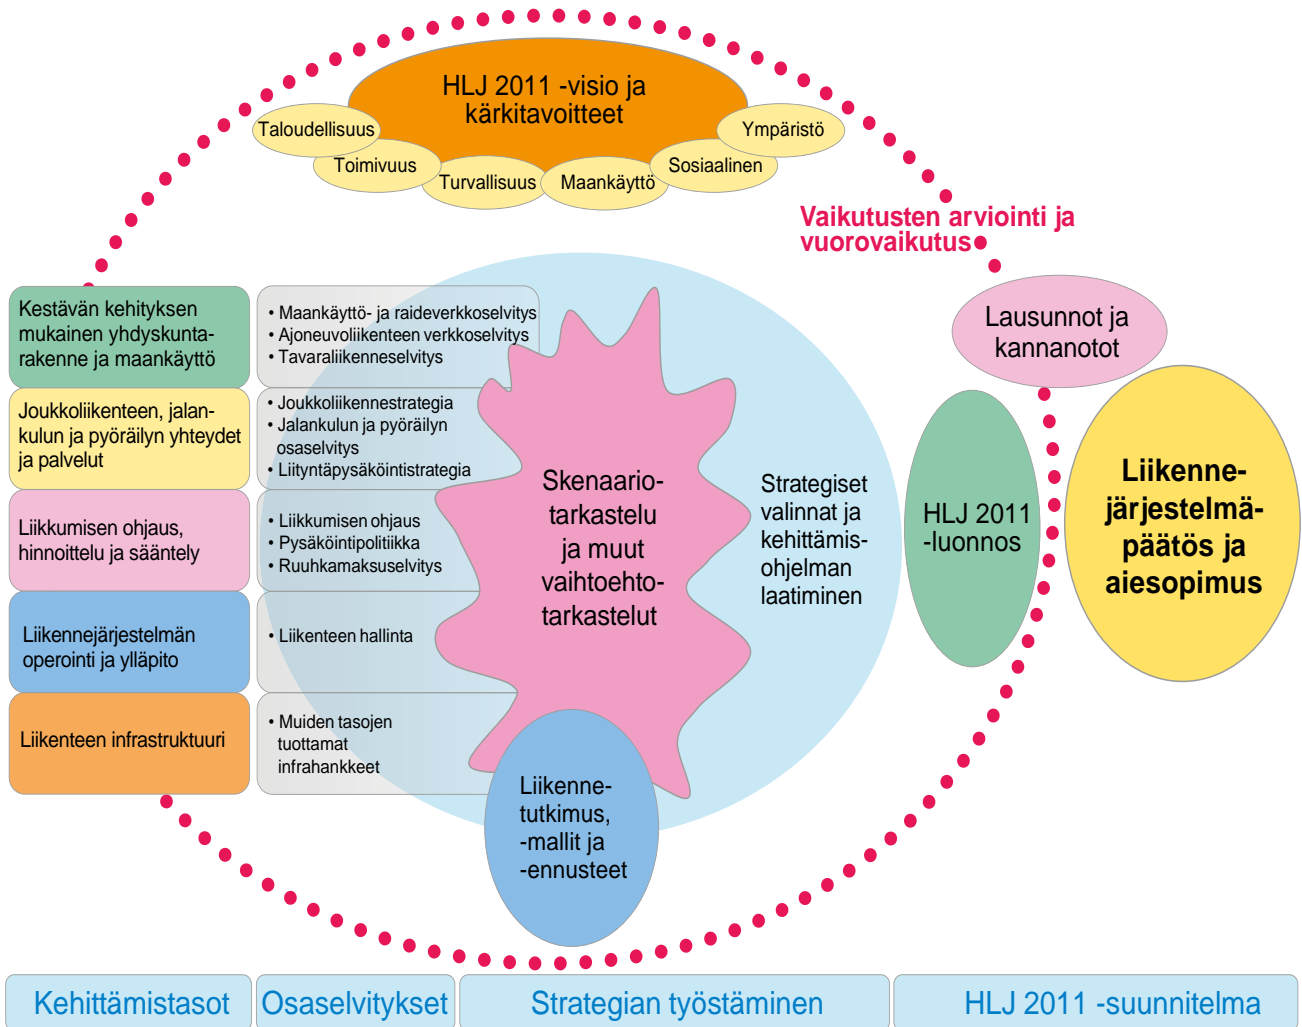 HLJ 2011 -visio ja
kärkitavoitteet
Taloudellisuus
Toimivuus
Turvallisuus
Maankäyttö
Sosiaalinen
Ympäristö
Vaikutusten arviointi ja
vuorovaikutus
Kestävän kehityksen
mukainen yhdyskunta-
rakenne ja maankäyttö
• Maankäyttö- ja raideverkkoselvitys
• Ajoneuvoliikenteen verkkoselvitys
• Tavaraliikenneselvitys
Joukkoliikenteen, jalan-
kulun ja pyöräilyn yhteydet
ja palvelut
• Joukkoliikennestrategia
• Jalankulun ja pyöräilyn
osaselvitys
• Liityntäpysäköintistrategia
Liikkumisen ohjaus,
hinnoittelu ja sääntely
• Liikkumisen ohjaus
• Pysäköintipolitiikka
• Ruuhkamaksuselvitys
Liikennejärjestelmän
operointi ja ylläpito
• Liikenteen hallinta
Liikenteen infrastruktuuri
• Muiden tasojen
tuottamat
infrahankkeet
Skenaario-
tarkastelu
ja muut
vaihtoehto-
tarkastelut
Liikenne-
tutkimus,
-mallit ja
-ennusteet
Strategiset
valinnat ja
kehittämis-
ohjelman
laatiminen
Lausunnot ja
kannanotot
HLJ 2011
-luonnos
Liikenne-
järjestelmä-
päätös ja
aiesopimus
Kehittämistasot
Osaselvitykset
Strategian työstäminen
HLJ 2011 -suunnitelma